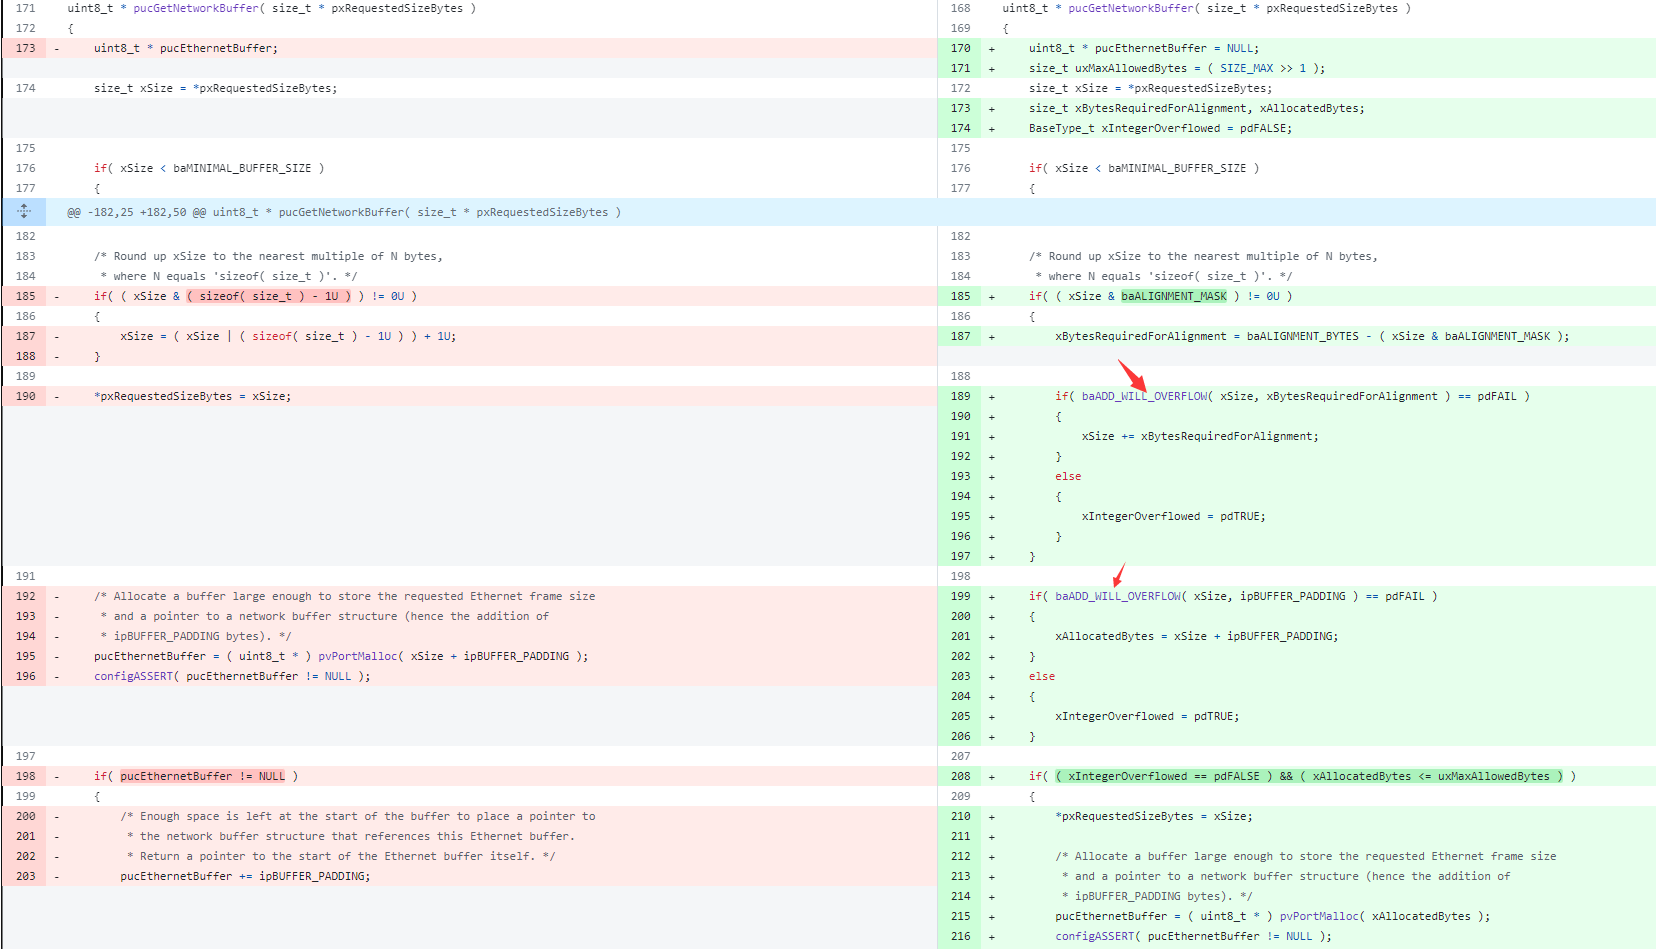 171 uint8_t * pucGetNetworkBuffer( size_t * pxRequestedSizeBytes )
172 {
173 - uint8_t * pucEthernetBuffer;
174 size_t xSize = *pxRequestedSizeBytes;
175
176 if( xSize < baMINIMAL_BUFFER_SIZE )
177 {
@@ -182,25 +182,50 @@ uint8_t * pucGetNetworkBuffer( size_t * pxRequestedSizeBytes )
182
183 /* Round up xSize to the nearest multiple of N bytes,
184 * where N equals 'sizeof( size_t )'. */
185 - if( ( xSize & ( sizeof( size_t ) - 1U ) ) != 0U )
186 {
187 - xSize = ( xSize | ( sizeof( size_t ) - 1U ) ) + 1U;
188 - }
189
190 - *pxRequestedSizeBytes = xSize;
191
192 - /* Allocate a buffer large enough to store the requested Ethernet frame size
193 - * and a pointer to a network buffer structure (hence the addition of
194 - * ipBUFFER_PADDING bytes). */
195 - pucEthernetBuffer = ( uint8_t * ) pvPortMalloc( xSize + ipBUFFER_PADDING );
196 - configASSERT( pucEthernetBuffer != NULL );
197
198 - if( pucEthernetBuffer != NULL )
199 {
200 - /* Enough space is left at the start of the buffer to place a pointer to
201 - * the network buffer structure that references this Ethernet buffer.
202 - * Return a pointer to the start of the Ethernet buffer itself. */
203 - pucEthernetBuffer += ipBUFFER_PADDING;
168 uint8_t * pucGetNetworkBuffer( size_t * pxRequestedSizeBytes )
169 {
170 + uint8_t * pucEthernetBuffer = NULL;
171 + size_t uxMaxAllowedBytes = ( SIZE_MAX >> 1 );
172 size_t xSize = *pxRequestedSizeBytes;
173 + size_t xBytesRequiredForAlignment, xAllocatedBytes;
174 + BaseType_t xIntegerOverflowed = pdFALSE;
175
176 if( xSize < baMINIMAL_BUFFER_SIZE )
177 {
182
183 /* Round up xSize to the nearest multiple of N bytes,
184 * where N equals 'sizeof( size_t )'. */
185 + if( ( xSize & baALIGNMENT_MASK ) != 0U )
186 {
187 + xBytesRequiredForAlignment = baALIGNMENT_BYTES - ( xSize & baALIGNMENT_MASK );
188
189 + if( baADD_WILL_OVERFLOW( xSize, xBytesRequiredForAlignment ) == pdFAIL )
190 + {
191 + xSize += xBytesRequiredForAlignment;
192 + }
193 + else
194 + {
195 + xIntegerOverflowed = pdTRUE;
196 + }
197 + }
198
199 + if( baADD_WILL_OVERFLOW( xSize, ipBUFFER_PADDING ) == pdFAIL )
200 + {
201 + xAllocatedBytes = xSize + ipBUFFER_PADDING;
202 + }
203 + else
204 + {
205 + xIntegerOverflowed = pdTRUE;
206 + }
207
208 + if( ( xIntegerOverflowed == pdFALSE ) && ( xAllocatedBytes <= uxMaxAllowedBytes ) )
209 {
210 + *pxRequestedSizeBytes = xSize;
211 +
212 + /* Allocate a buffer large enough to store the requested Ethernet frame size
213 + * and a pointer to a network buffer structure (hence the addition of
214 + * ipBUFFER_PADDING bytes). */
215 + pucEthernetBuffer = ( uint8_t * ) pvPortMalloc( xAllocatedBytes );
216 + configASSERT( pucEthernetBuffer != NULL );